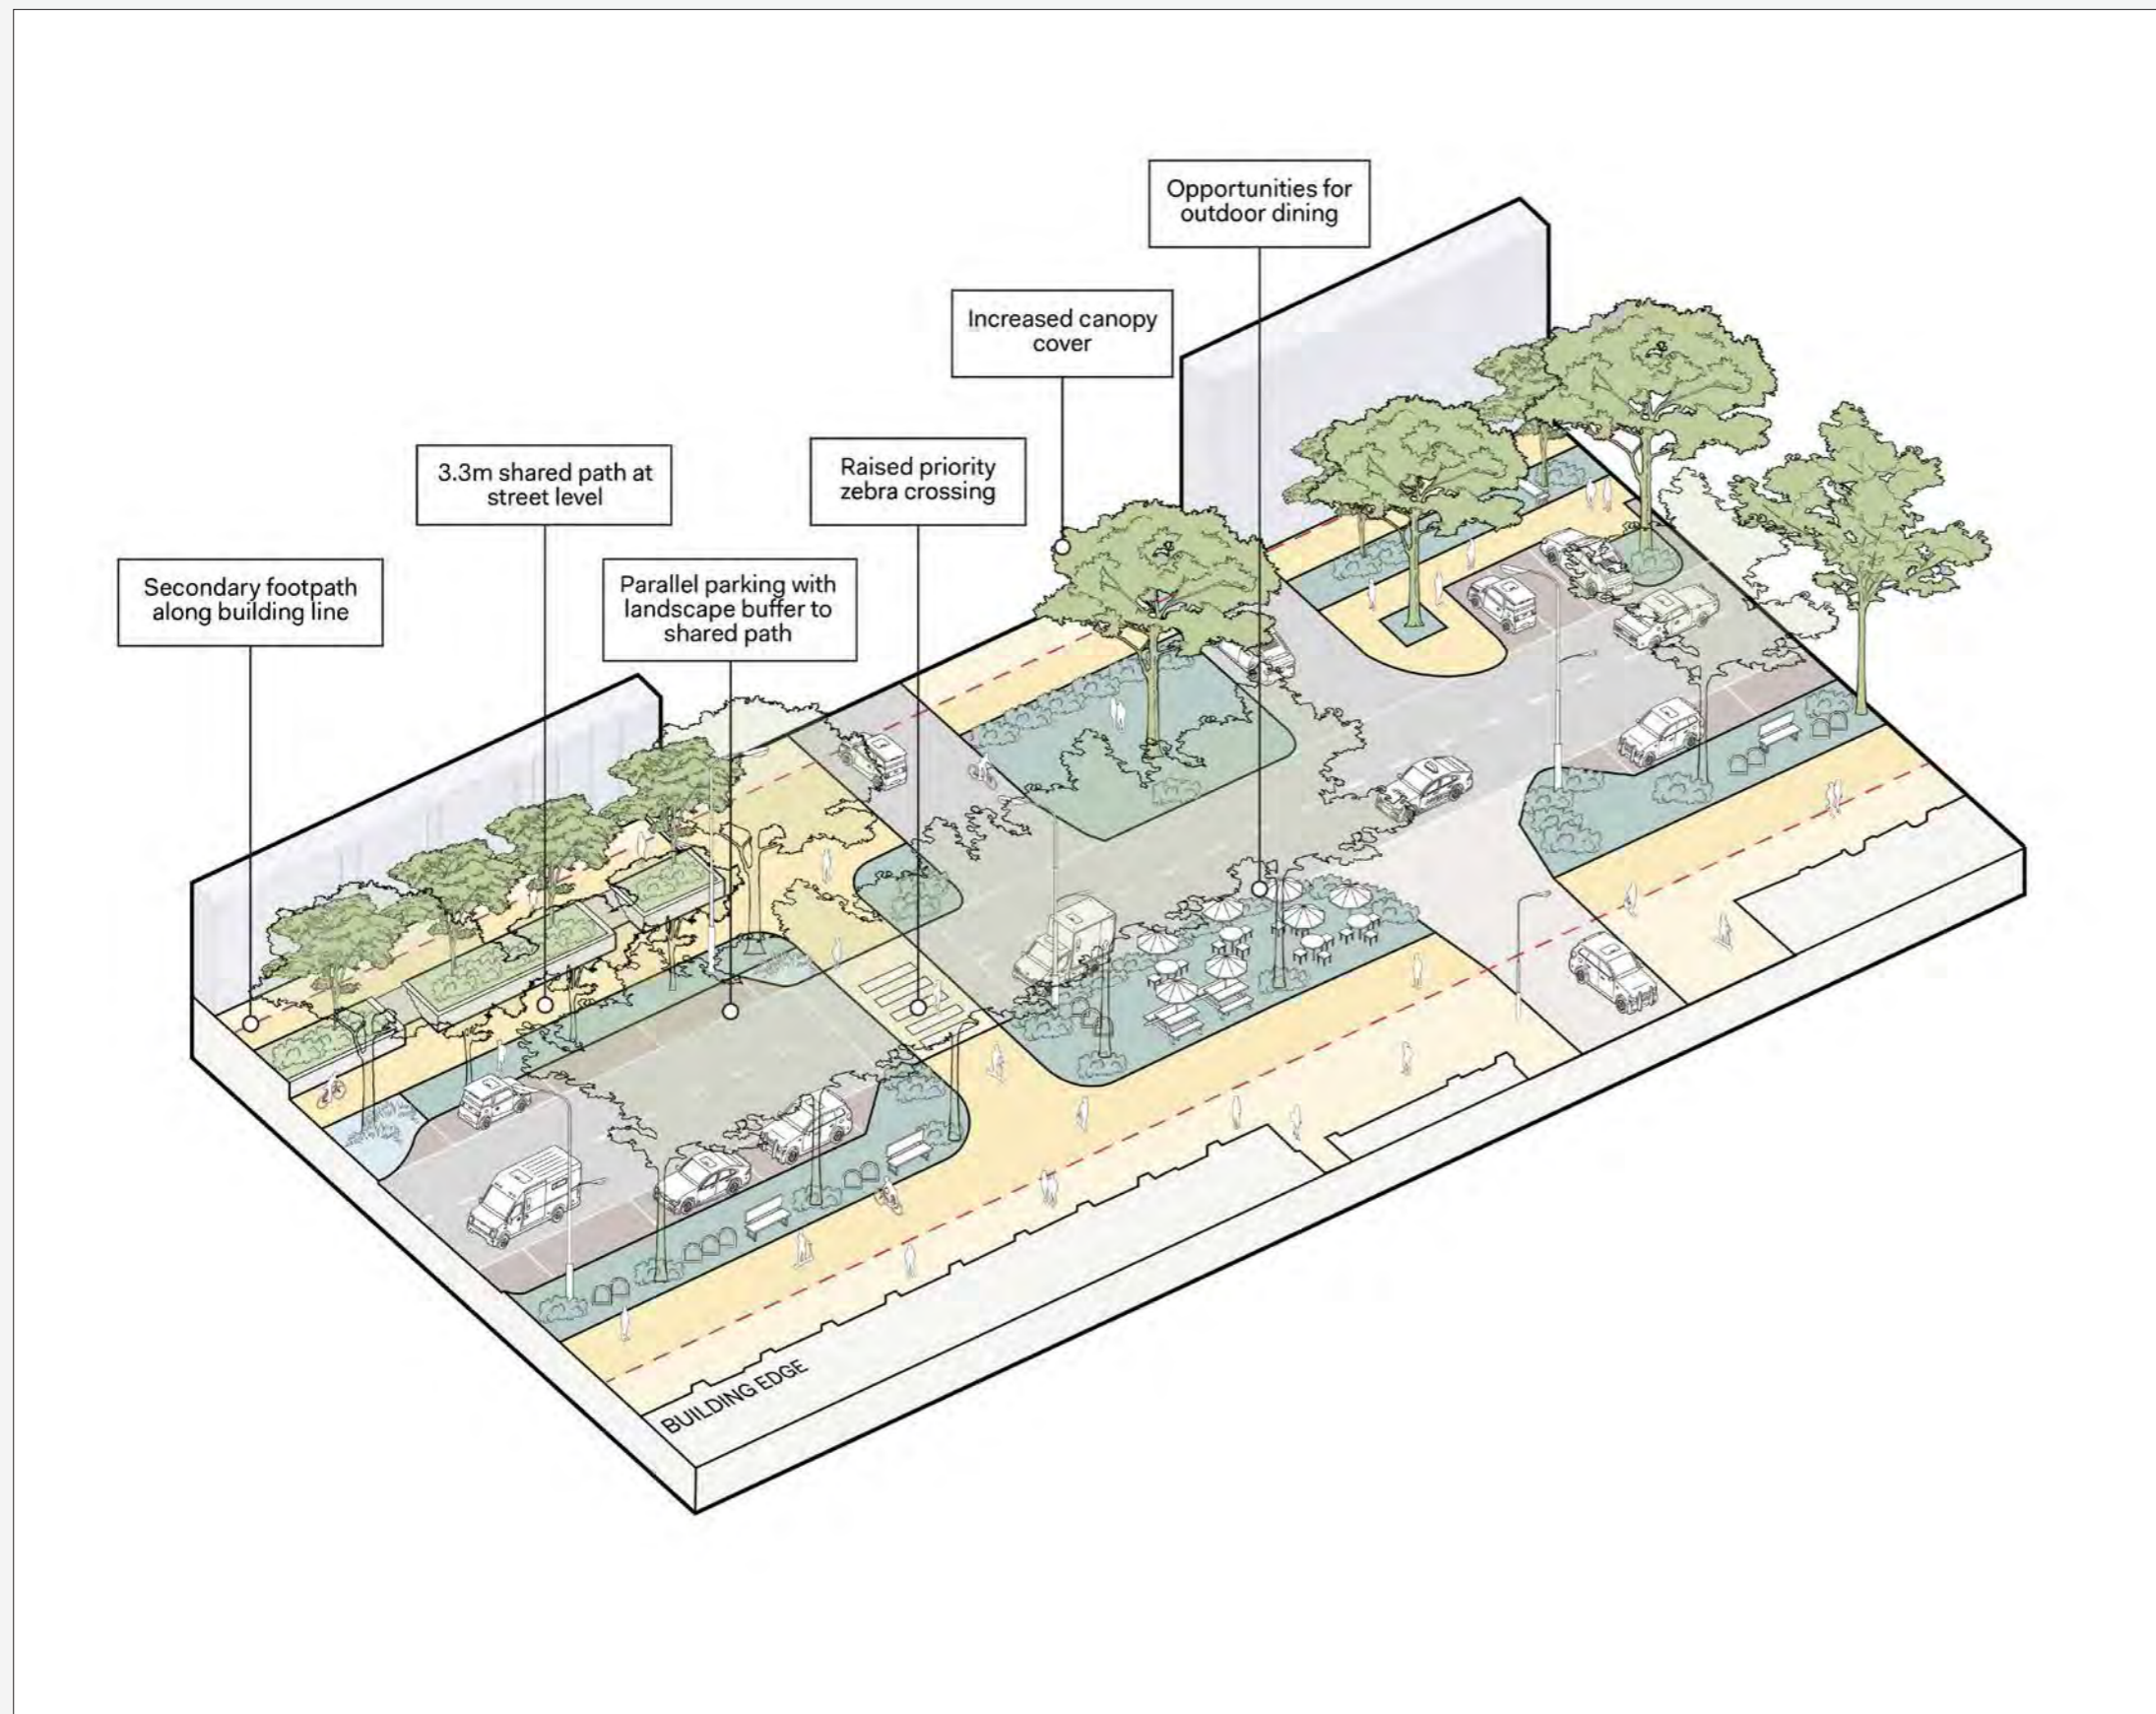 Opportunities for
outdoor dining
Increased canopy
cover
3.3m shared path at
street level
Raised priority
zebra crossing
Secondary footpath
along building line
Parallel parking with
landscape buffer to
shared path
BUILDING EDGE